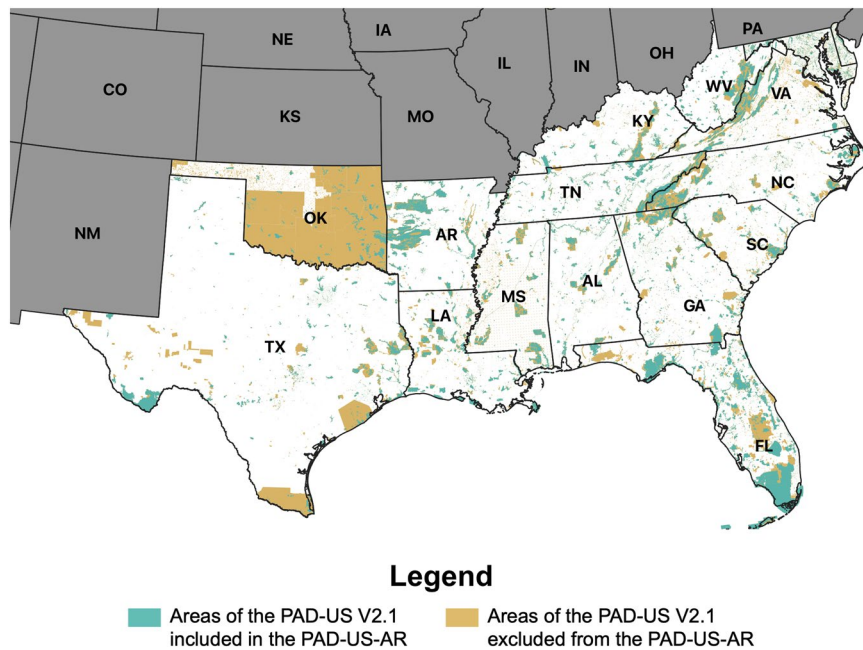 PA
NE
IA
IL
IN
OH
CO
WV
VA
KS
MO
KY
TN
NC
OK
NM
AR
SC
MS
AL
GA
LA
TX
FL
Legend
Areas of the PAD-US V2.1
included in the PAD-US-AR
Areas of the PAD-US V2.1
excluded from the PAD-US-AR